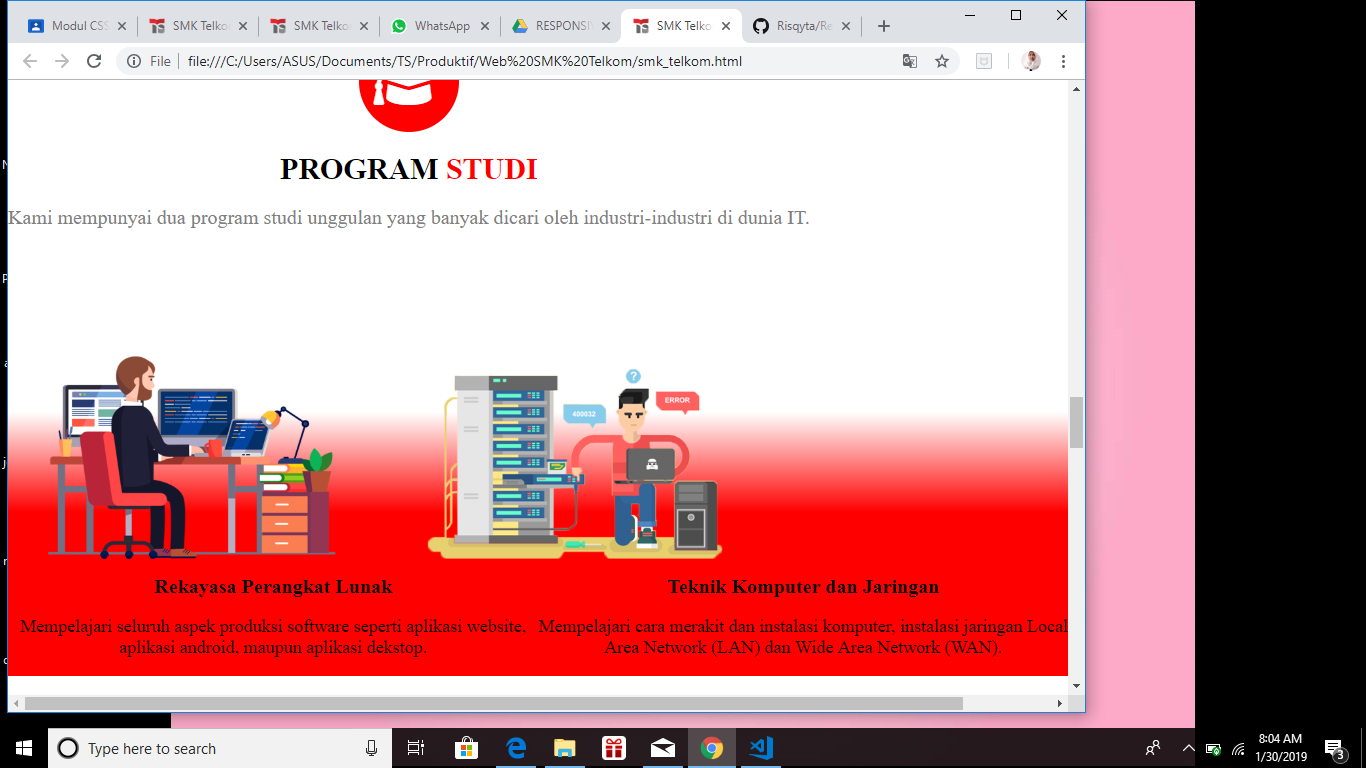 Modul CSS
SMK Telko
SMK Telko
WhatsApp
RESPONSI
SMK Telko
Risqyta/Re
File
file:///C:/Users/ASUS/Documents/TS/Produktif/Web%20SMK%20Telkom/smk_telkom.html
PROGRAM STUDI
Kami mempunyai dua program studi unggulan yang banyak dicari oleh industri-industri di dunia IT.
?
ERROR
400032
Rekayasa Perangkat Lunak
Mempelajari seluruh aspek produksi software seperti aplikasi website,
aplikasi android, maupun aplikasi dekstop.
Teknik Komputer dan Jaringan
Mempelajari cara merakit dan instalasi komputer, instalasi jaringan Local
Area Network (LAN) dan Wide Area Network (WAN).
Type here to search
8:04 AM
1/30/2019
3